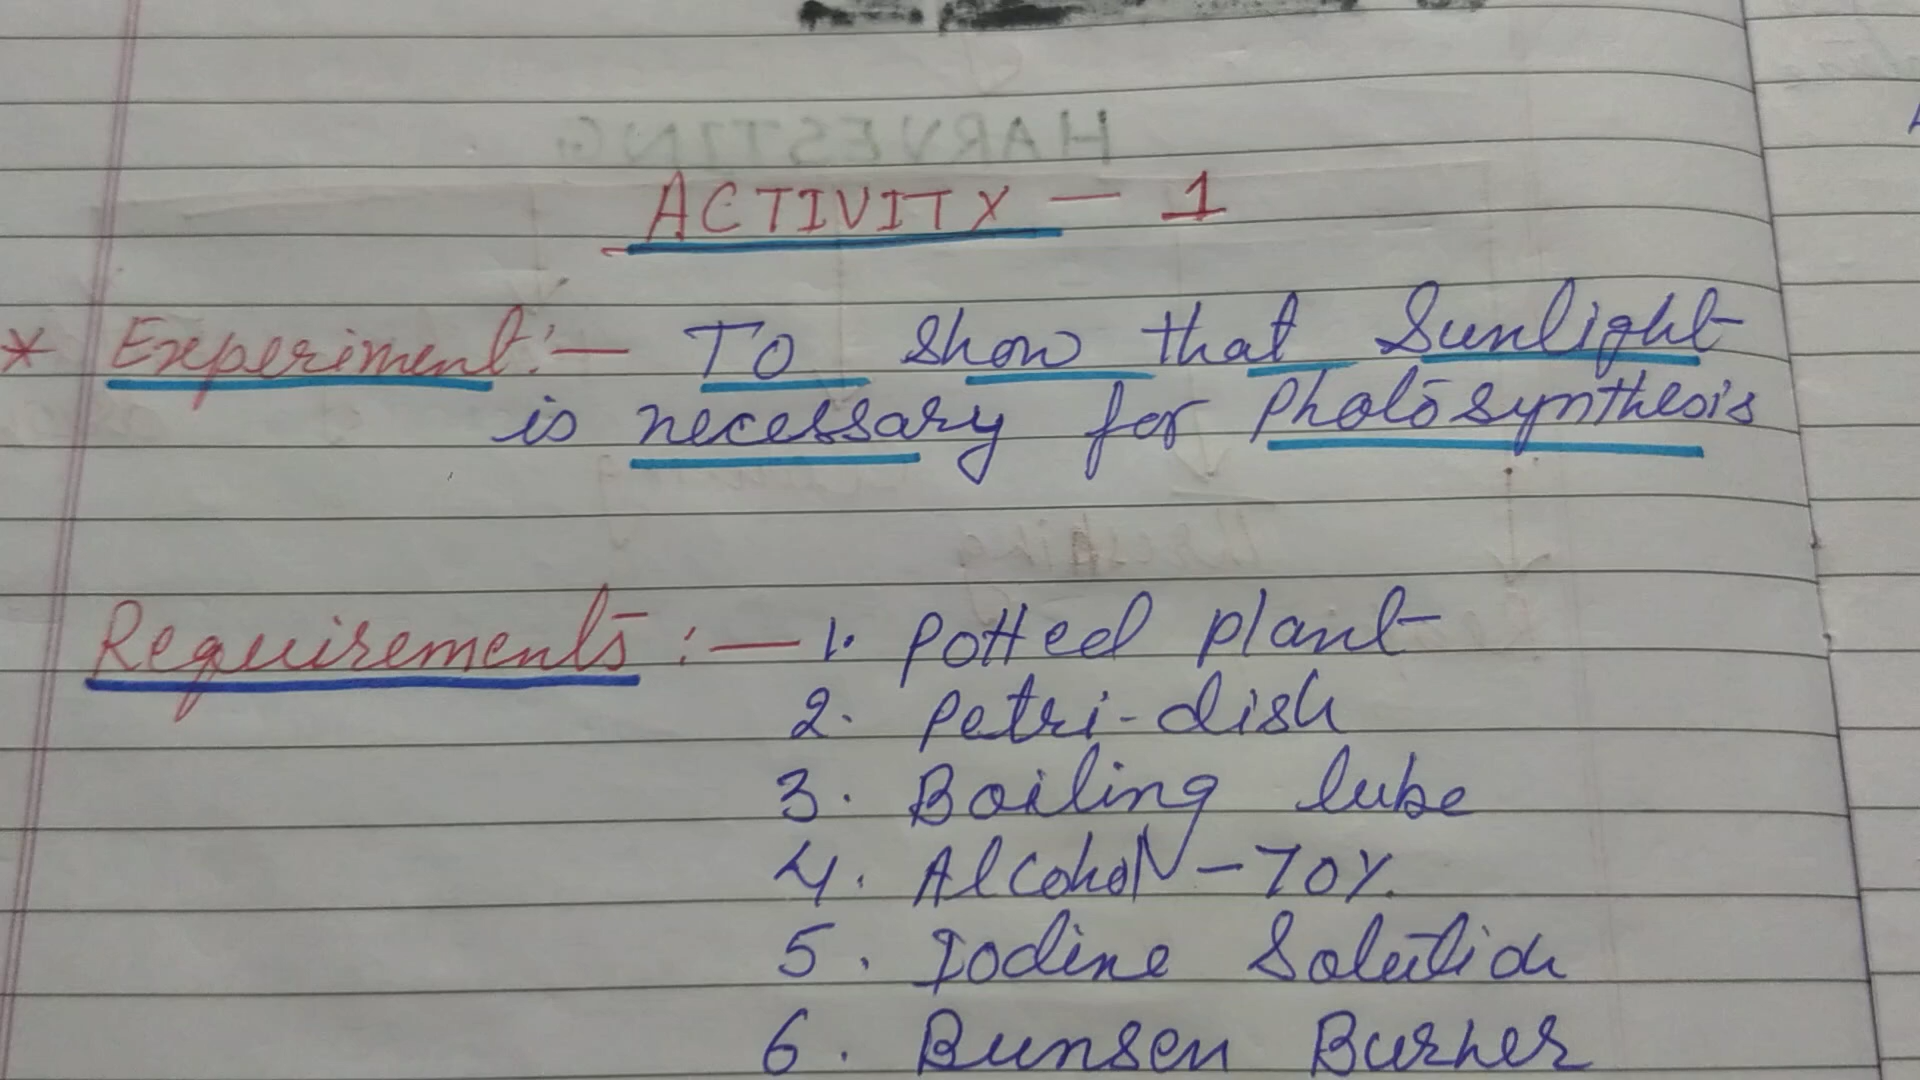 ACTIVITY - 1
* Experiment:- To show that Sunlight
is necessary for photosynthesis
Requirements :- 1. Potted plant
2. Petri-dish
3. Boiling tube
4. Alcohol - 70%.
5. Iodine Solution
6. Bunsen Burner